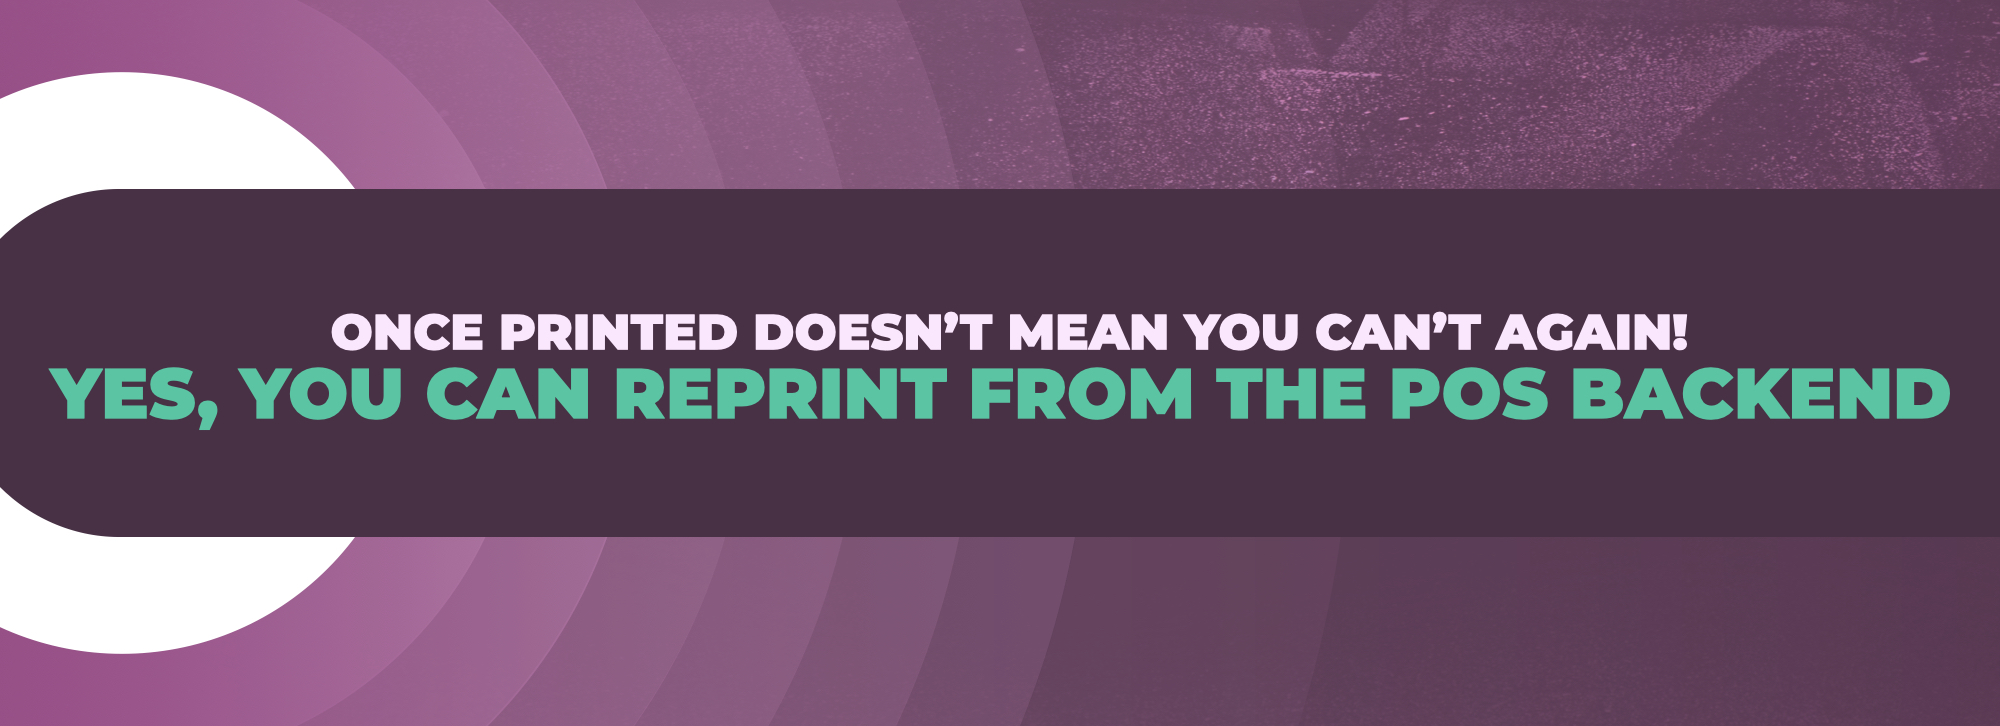 ONCE PRINTED DOESN’T MEAN YOU CAN’T AGAIN!
YES, YOU CAN REPRINT FROM THE POS BACKEND